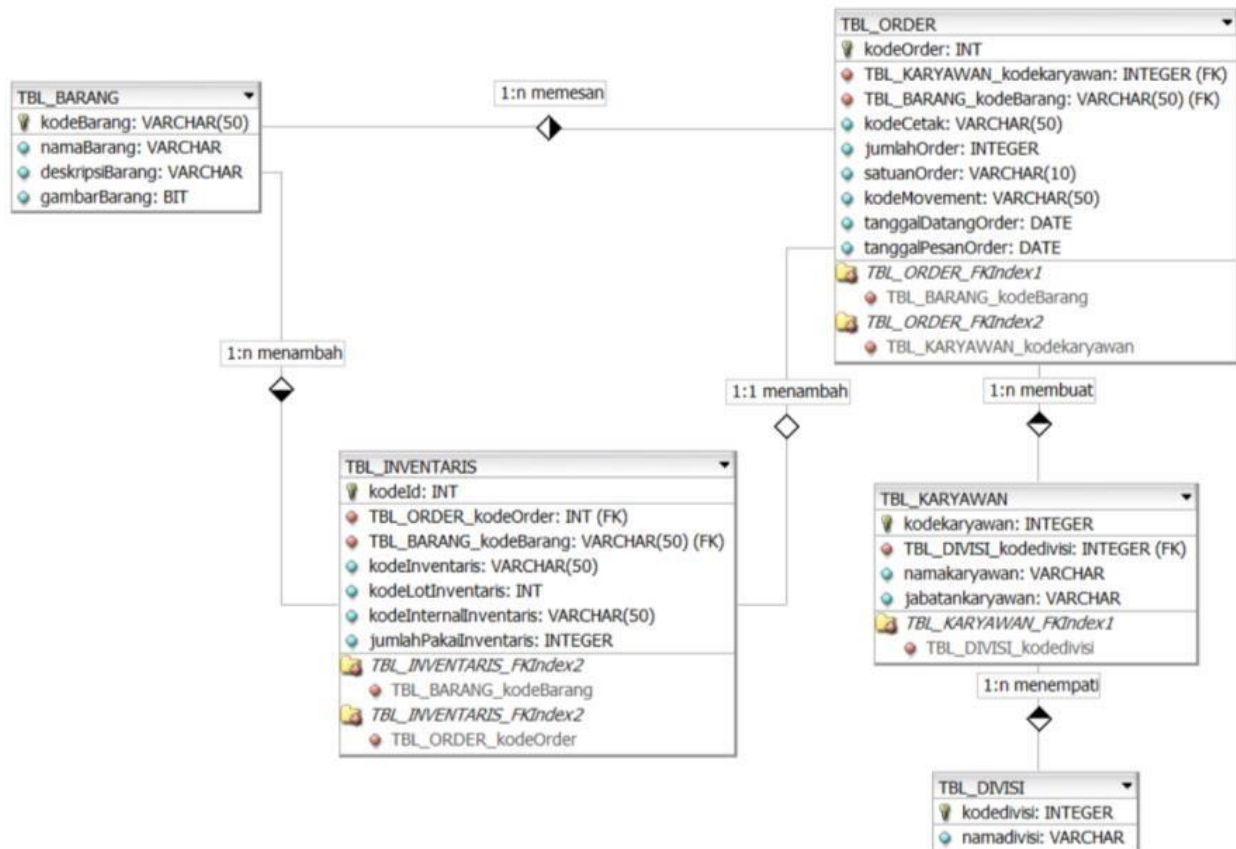 TBL_BARANG
kodeBarang: VARCHAR(50)
namaBarang: VARCHAR
deskripsiBarang: VARCHAR
gambarBarang: BIT
1:n memesan
TBL_ORDER
kodeOrder: INT
TBL_KARYAWAN_kodekaryawan: INTEGER (FK)
TBL_BARANG_kodeBarang: VARCHAR(50) (FK)
kodeCetak: VARCHAR(50)
jumlahOrder: INTEGER
satuanOrder: VARCHAR(10)
kodeMovement: VARCHAR(50)
tanggalDatangOrder: DATE
tanggalPesanOrder: DATE
TBL_ORDER_FKIndex1
TBL_BARANG_kodeBarang
TBL_ORDER_FKIndex2
TBL_KARYAWAN_kodekaryawan
1:n menambah
1:1 menambah
1:n membuat
TBL_INVENTARIS
kodeId: INT
TBL_ORDER_kodeOrder: INT (FK)
TBL_BARANG_kodeBarang: VARCHAR(50) (FK)
kodeInventaris: VARCHAR(50)
kodeLotInventaris: INT
kodeInternalInventaris: VARCHAR(50)
jumlahPakaiInventaris: INTEGER
TBL_INVENTARIS_FKIndex2
TBL_BARANG_kodeBarang
TBL_INVENTARIS_FKIndex2
TBL_ORDER_kodeOrder
TBL_KARYAWAN
kodekaryawan: INTEGER
TBL_DIVISI_kodedivisi: INTEGER (FK)
namakaryawan: VARCHAR
jabatankaryawan: VARCHAR
TBL_KARYAWAN_FKIndex1
TBL_DIVISI_kodedivisi
1:n menempati
TBL_DIVISI
kodedivisi: INTEGER
namadivisi: VARCHAR